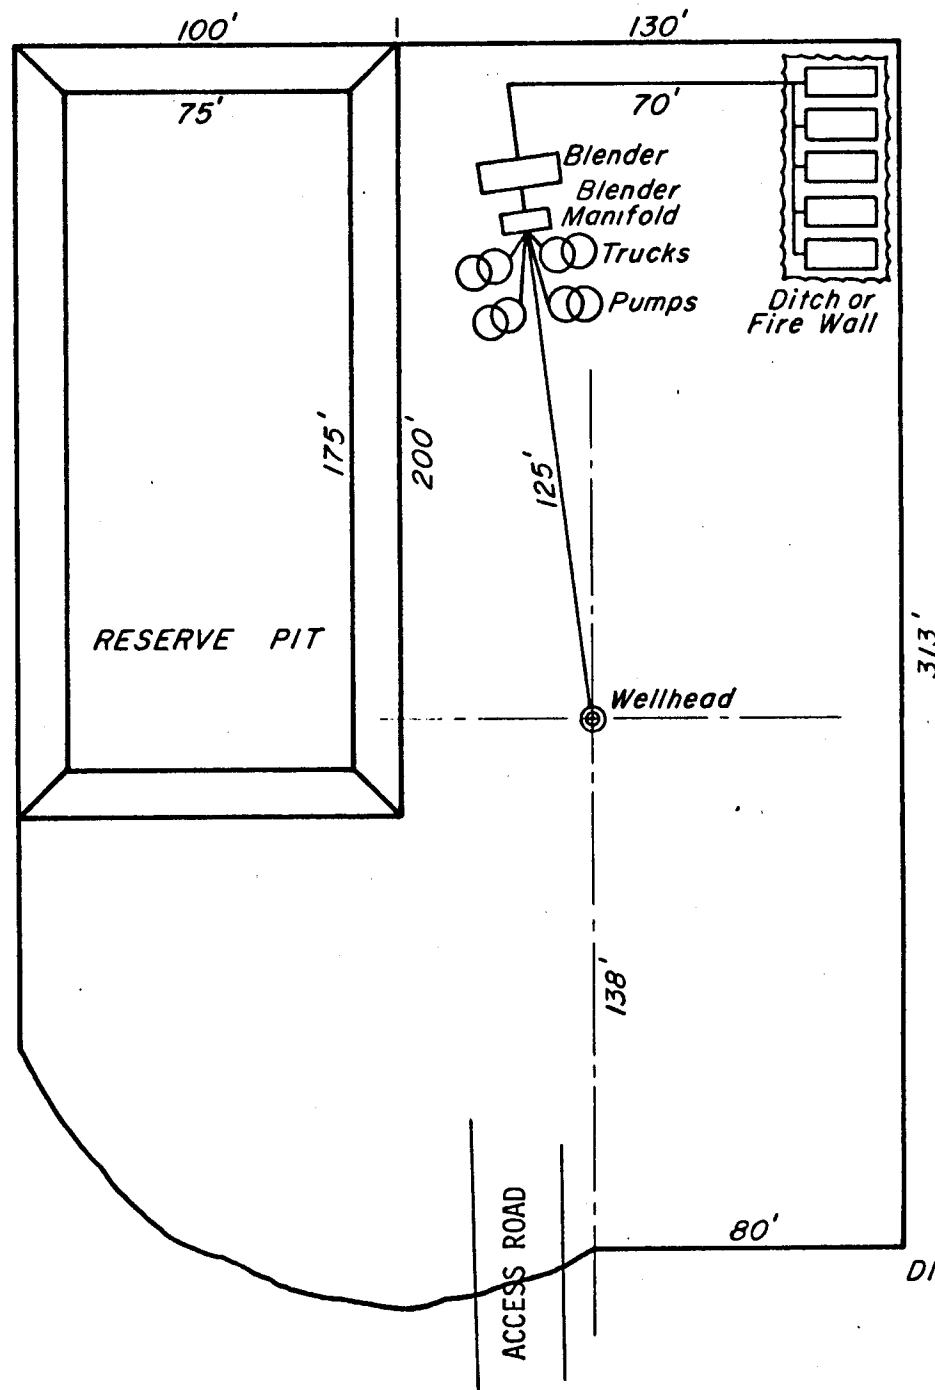 100'
130'
75'
70'
Blender
Blender
Manifold
Trucks
Pumps
Ditch or
Fire Wall
175'
200'
125'
RESERVE PIT
313'
Wellhead
138'
ACCESS ROAD
80'